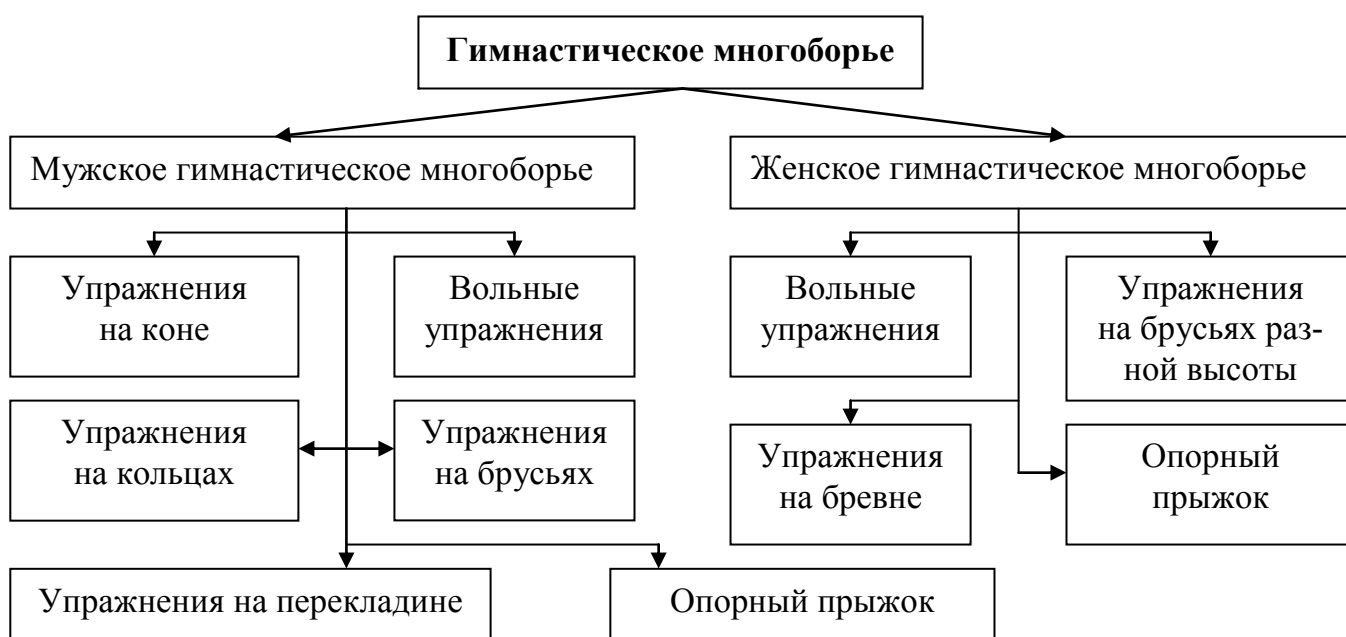 Гимнастическое многоборье
Мужское гимнастическое многоборье
Женское гимнастическое многоборье
Упражнения
на коне
Вольные
упражнения
Вольные
упражнения
Упражнения
на брусьях раз-
ной высоты
Упражнения
на кольцах
Упражнения
на брусьях
Упражнения
на бревне
Опорный
прыжок
Упражнения на перекладине
Опорный прыжок